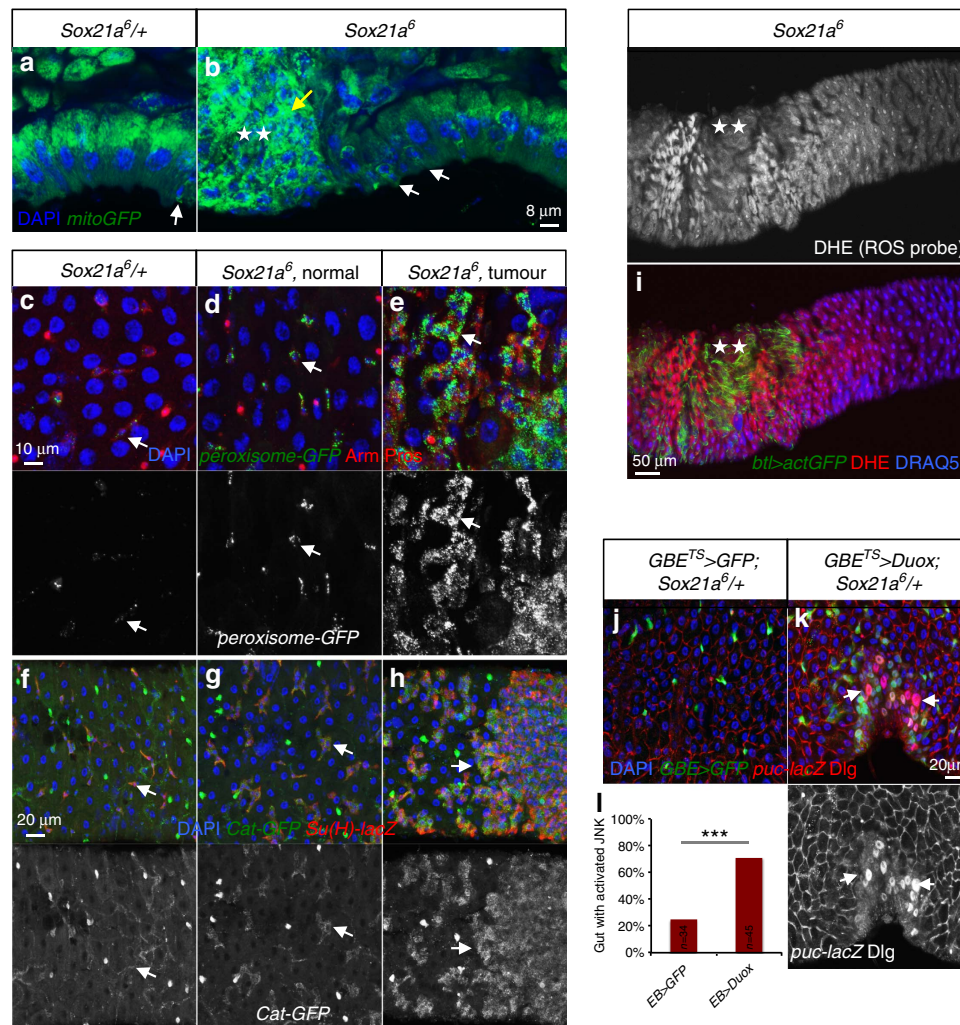 Sox21a⁶/+
Sox21a⁶
a
b
DAPI mitoGFP
8 µm
Sox21a⁶/+
Sox21a⁶, normal
Sox21a⁶, tumour
c
d
e
10 µm
DAPI
peroxisome-GFP Arm Pros
peroxisome-GFP
f
g
h
20 µm
DAPI Cat-GFP Su(H)-lacZ
Cat-GFP
Sox21a⁶
DHE (ROS probe)
i
50 µm
btl>actGFP DHE DRAQ5
GBEᵀˢ>GFP;
Sox21a⁶/+
GBEᵀˢ>Duox;
Sox21a⁶/+
j
k
DAPI GBE>GFP puc-lacZ Dlg
20µm
l
Gut with activated JNK
100%
80%
60%
40%
20%
0%
***
n=34
n=45
EB>GFP
EB>Duox
puc-lacZ Dlg